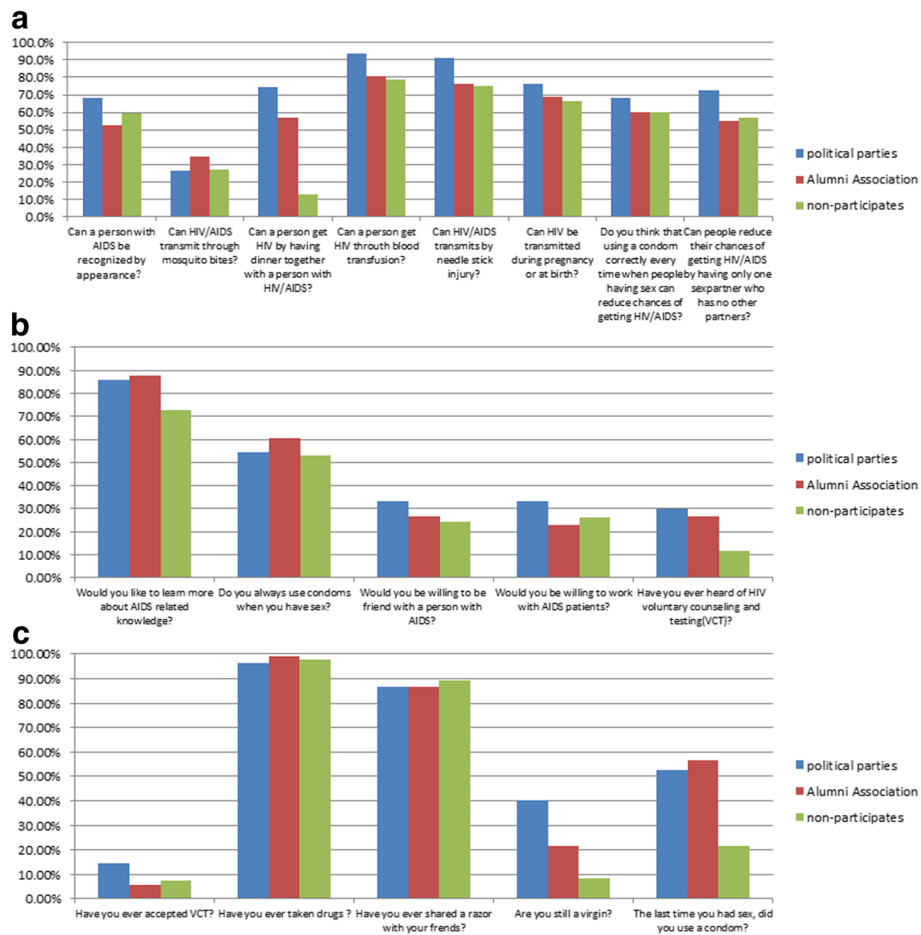 a
100.0%
90.0%
80.0%
70.0%
60.0%
50.0%
40.0%
30.0%
20.0%
10.0%
0.0%
Can a person with
AIDS be
recognized by
appearance?
Can HIV/AIDS
transmit through
mosquito bites?
Can a person get
HIV by having
dinner together
with a person with
HIV/AIDS?
Can a person get
HIV throuth blood
transfusion?
Can HIV/AIDS
transmits by
needle stick
injury?
Can HIV be
transmitted
during pregnancy
or at birth?
Do you think that
using a condom
correctly every
time when people
having sex can
reduce chances of
getting HIV/AIDS?
Can people reduce
their chances of
getting HIV/AIDS
by having only one
sexpartner who
has no other
partners?
political parties
Alumni Association
non-participates
b
100.00%
90.00%
80.00%
70.00%
60.00%
50.00%
40.00%
30.00%
20.00%
10.00%
0.00%
Would you like to learn more
about AIDS related
knowledge?
Do you always use condoms
when you have sex?
Would you be willing to be
friend with a person with
AIDS?
Would you be willing to work
with AIDS patients?
Have you ever heard of HIV
voluntary counseling and
testing(VCT)?
political parties
Alumni Association
non-participates
c
100.00%
90.00%
80.00%
70.00%
60.00%
50.00%
40.00%
30.00%
20.00%
10.00%
0.00%
Have you ever accepted VCT?
Have you ever taken drugs ?
Have you ever shared a razor
with your frends?
Are you still a virgin?
The last time you had sex, did
you use a condom?
political parties
Alumni Association
non-participates